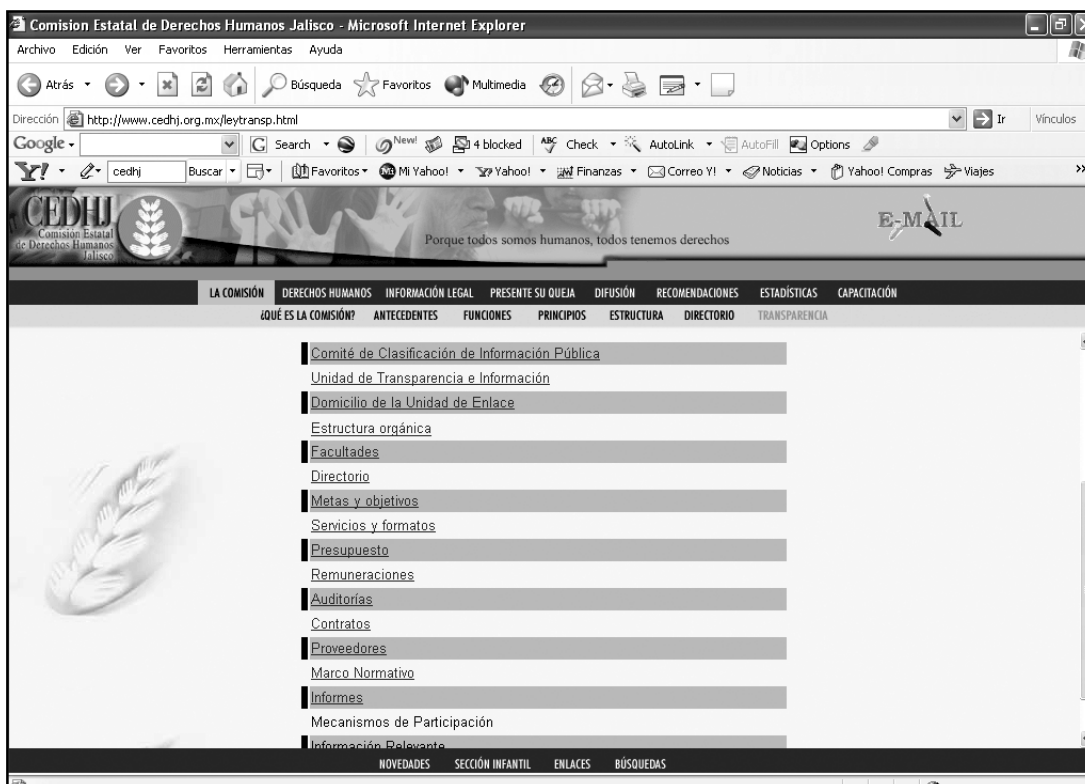 Comision Estatal de Derechos Humanos Jalisco - Microsoft Internet Explorer
Archivo Edición Ver Favoritos Herramientas Ayuda
Atrás Búsqueda Favoritos Multimedia
Dirección http://www.cedhj.org.mx/leytransp.html Ir Vínculos
Google G Search New! 4 blocked ABC Check AutoLink AutoFill Options
Y! cedhj Buscar Favoritos Mi Yahoo! Yahoo! Finanzas Correo Y! Noticias Yahoo! Compras Viajes »
CEDHJ
Comisión Estatal
de Derechos Humanos
Jalisco
Porque todos somos humanos, todos tenemos derechos
E-MAIL
LA COMISIÓN DERECHOS HUMANOS INFORMACIÓN LEGAL PRESENTE SU QUEJA DIFUSIÓN RECOMENDACIONES ESTADÍSTICAS CAPACITACIÓN
¿QUÉ ES LA COMISIÓN? ANTECEDENTES FUNCIONES PRINCIPIOS ESTRUCTURA DIRECTORIO TRANSPARENCIA
Comité de Clasificación de Información Pública
Unidad de Transparencia e Información
Domicilio de la Unidad de Enlace
Estructura orgánica
Facultades
Directorio
Metas y objetivos
Servicios y formatos
Presupuesto
Remuneraciones
Auditorías
Contratos
Proveedores
Marco Normativo
Informes
Mecanismos de Participación
Información Relevante
NOVEDADES SECCIÓN INFANTIL ENLACES BÚSQUEDAS